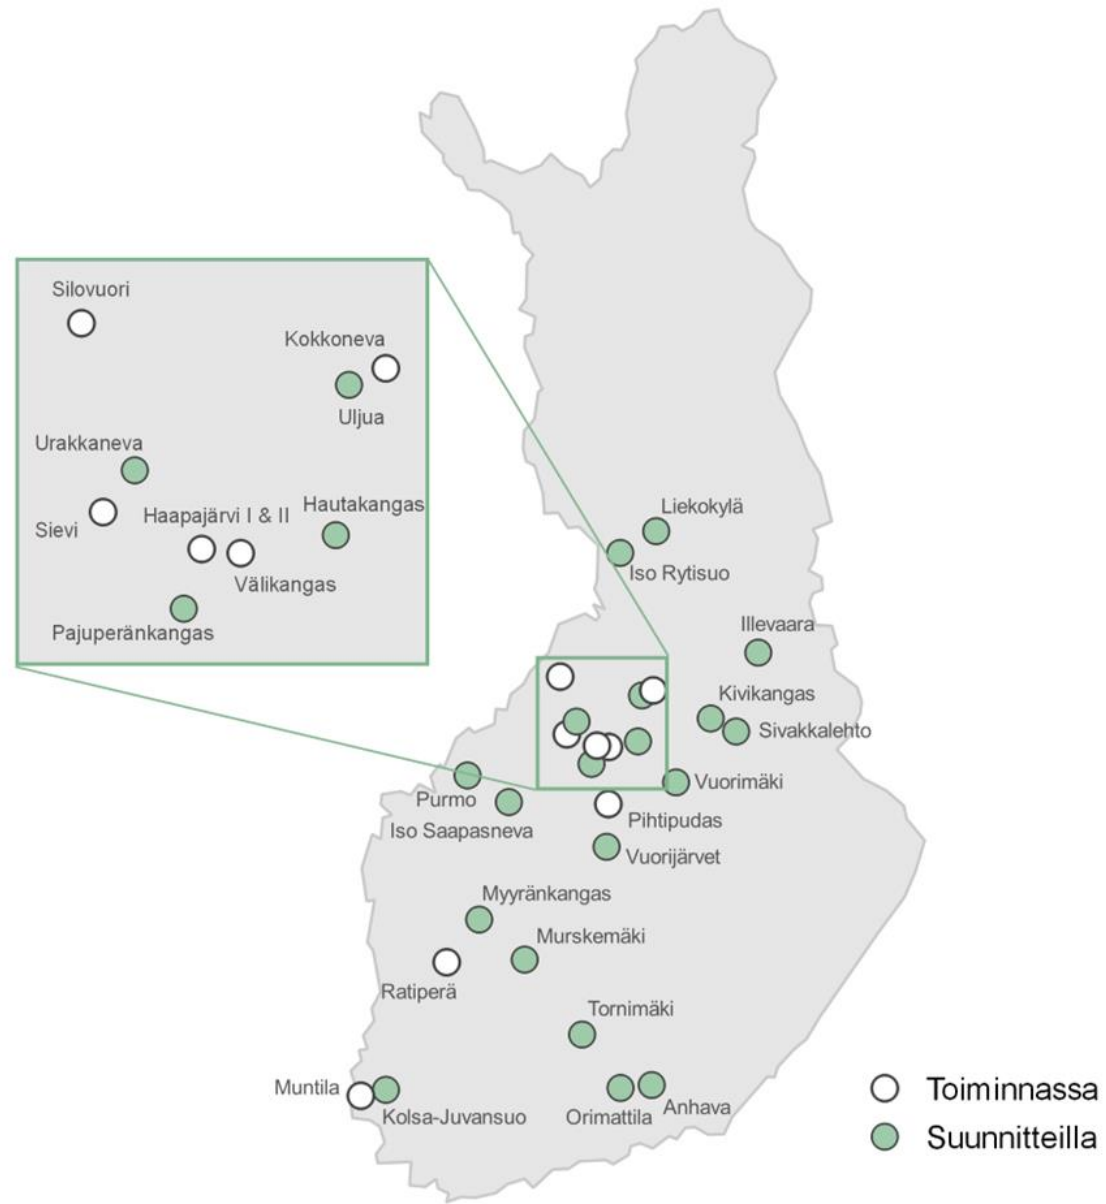 Silovuori
Kokkoneva
Uljua
Urakkaneva
Sievi
Haapajärvi I & II
Hautakangas
Välikangas
Pajuperänkangas
Liekokylä
Iso Rytisuo
Illevaara
Kivikangas
Sivakkalehto
Vuorimäki
Purmo
Iso Saapasneva
Pihtipudas
Vuorijärvet
Myyränkangas
Murskemäki
Ratiperä
Tornimäki
Muntila
Kolsa-Juvansuo
Orimattila
Anhava
Toiminnassa
Suunnitteilla